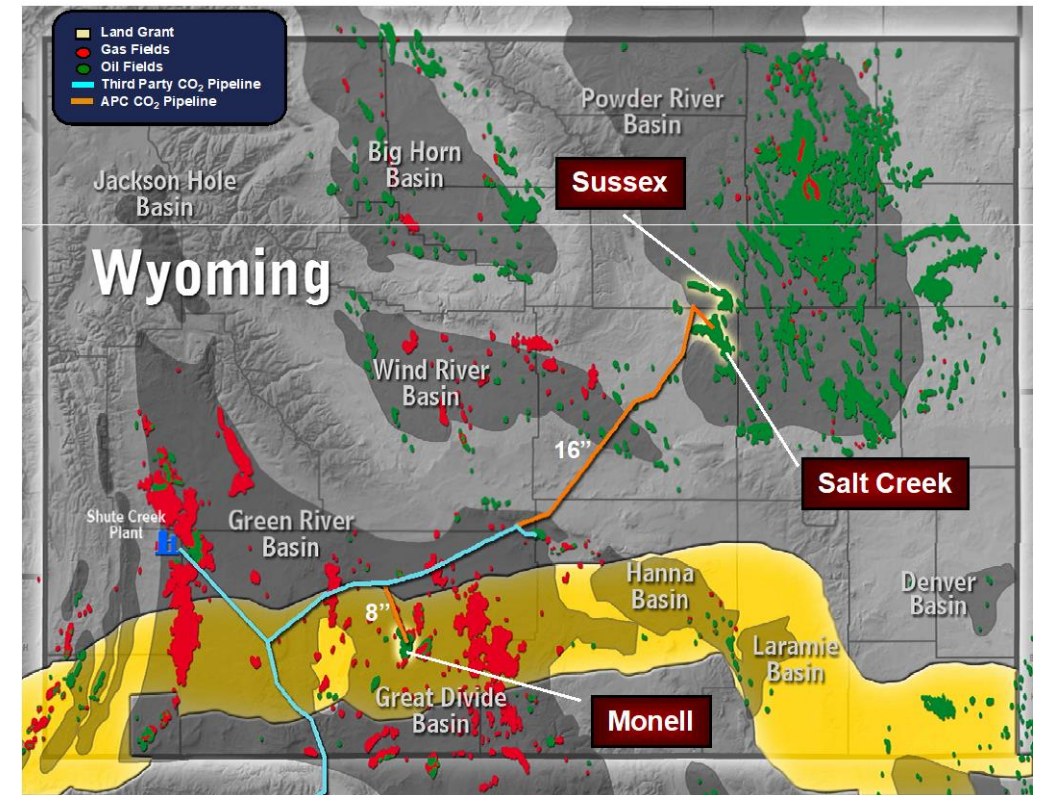 Land Grant
Gas Fields
Oil Fields
Third Party CO₂ Pipeline
APC CO₂ Pipeline
Powder River
Basin
Big Horn
Basin
Jackson Hole
Basin
Sussex
Wyoming
Wind River
Basin
16”
Salt Creek
Shute Creek
Plant
Green River
Basin
Hanna
Basin
Denver
Basin
8”
Laramie
Basin
Great Divide
Basin
Monell